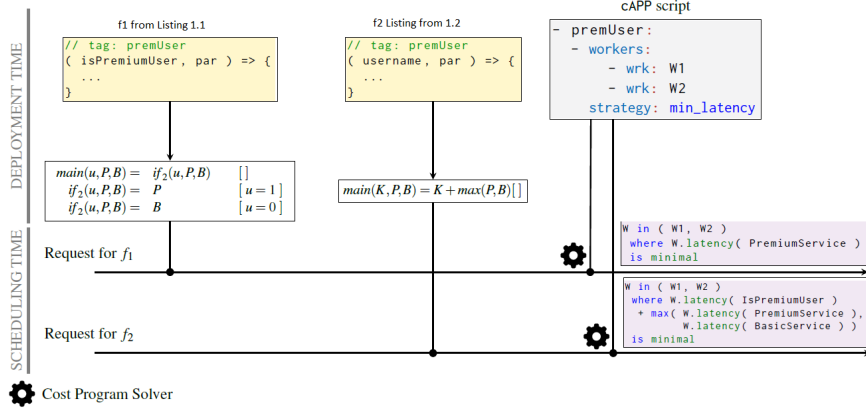 cAPP script
f1 from Listing 1.1
f2 Listing from 1.2
// tag: premUser
( isPremiumUser, par ) => {
...
}
// tag: premUser
( username, par ) => {
...
}
- premUser:
- workers:
- wrk: W1
- wrk: W2
strategy: min_latency
DEPLOYMENT TIME
main(u,P,B) = if₂(u,P,B) [ ]
if₂(u,P,B) = P [u = 1]
if₂(u,P,B) = B [u = 0]
main(K,P,B) = K + max(P,B)[ ]
SCHEDULING TIME
Request for f₁
W in ( W1, W2 )
where W.latency( PremiumService )
is minimal
Request for f₂
W in ( W1, W2 )
where W.latency( IsPremiumUser )
+ max( W.latency( PremiumService ),
W.latency( BasicService ) )
is minimal
Cost Program Solver